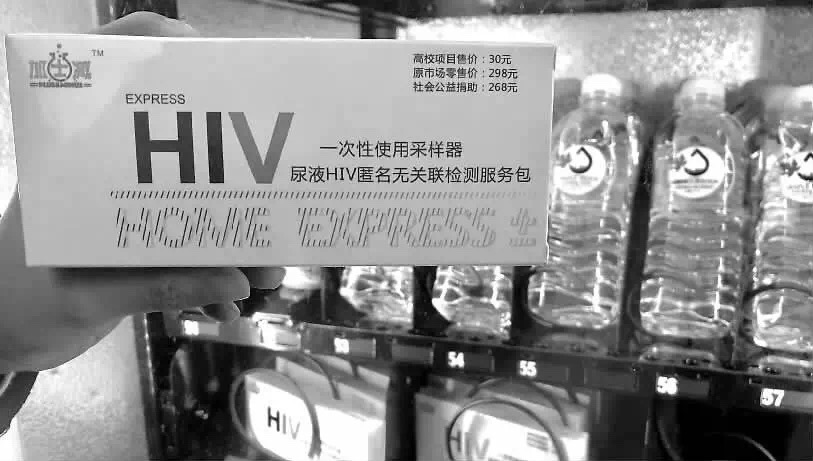 TM
高校项目售价：30元
原市场零售价：298元
社会公益捐助：268元
EXPRESS
HIV
一次性使用采样器
尿液HIV匿名无关联检测服务包
HOME EXPRESS
53
54
55
56
57
HIV
HIV